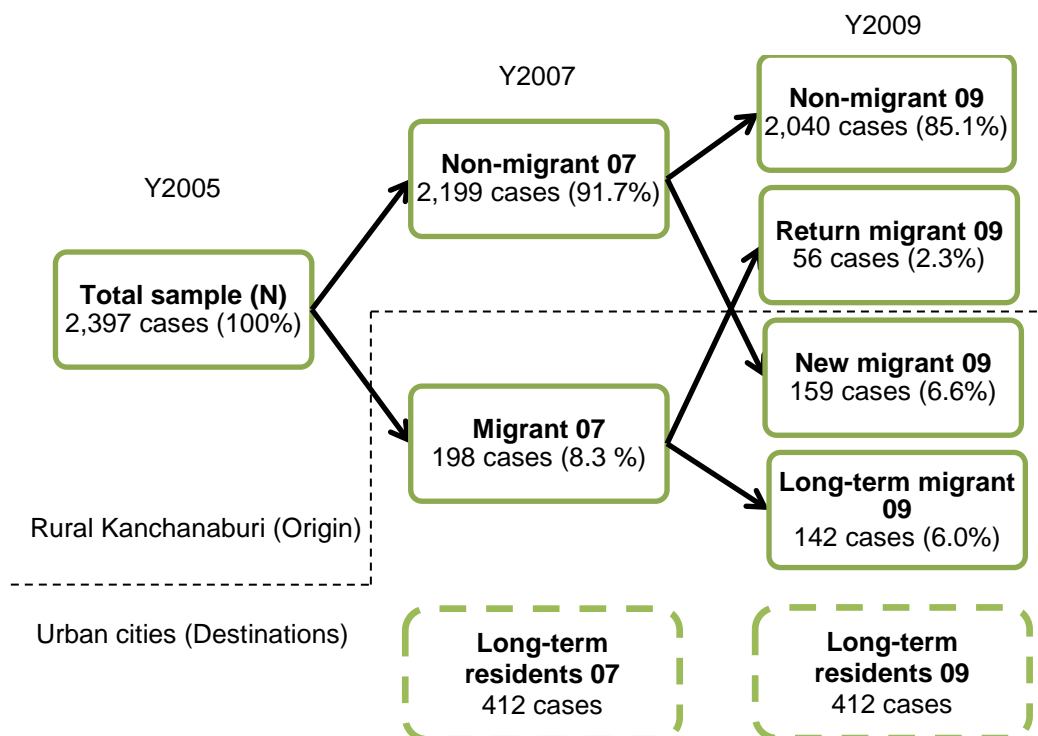 Y2005
Total sample (N)
2,397 cases (100%)
Y2007
Non-migrant 07
2,199 cases (91.7%)
Migrant 07
198 cases (8.3 %)
Y2009
Non-migrant 09
2,040 cases (85.1%)
Return migrant 09
56 cases (2.3%)
New migrant 09
159 cases (6.6%)
Long-term migrant
09
142 cases (6.0%)
Rural Kanchanaburi (Origin)
Urban cities (Destinations)
Long-term
residents 07
412 cases
Long-term
residents 09
412 cases